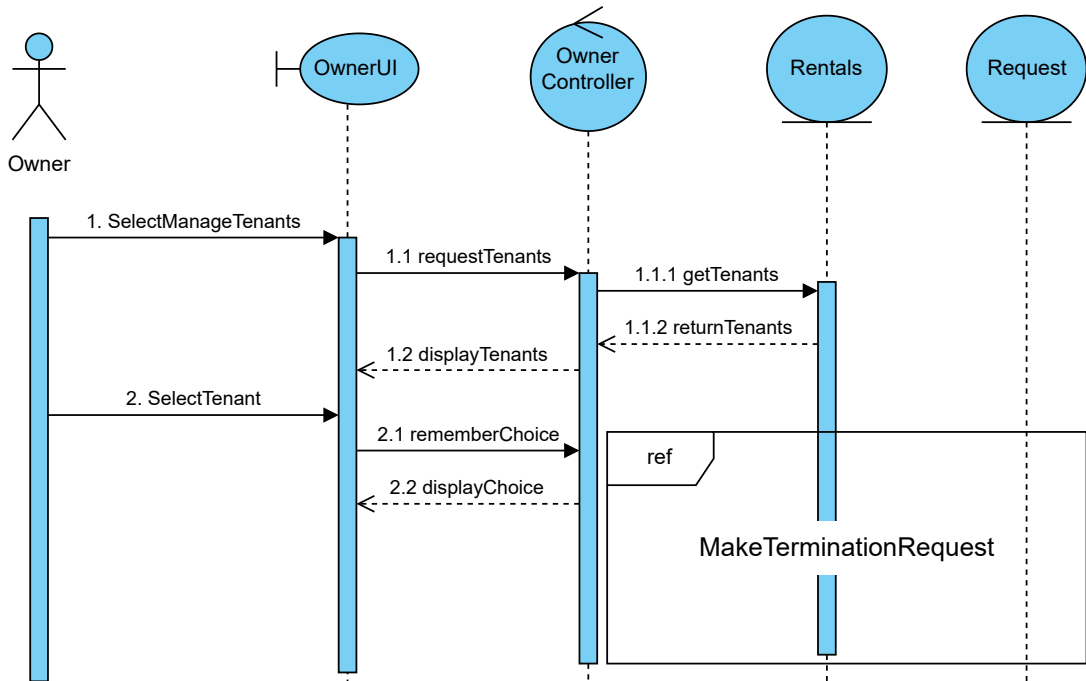 Owner
OwnerUI
Owner
Controller
Rentals
Request
1. SelectManageTenants
1.1 requestTenants
1.1.1 getTenants
1.1.2 returnTenants
1.2 displayTenants
2. SelectTenant
2.1 rememberChoice
ref
2.2 displayChoice
MakeTerminationRequest